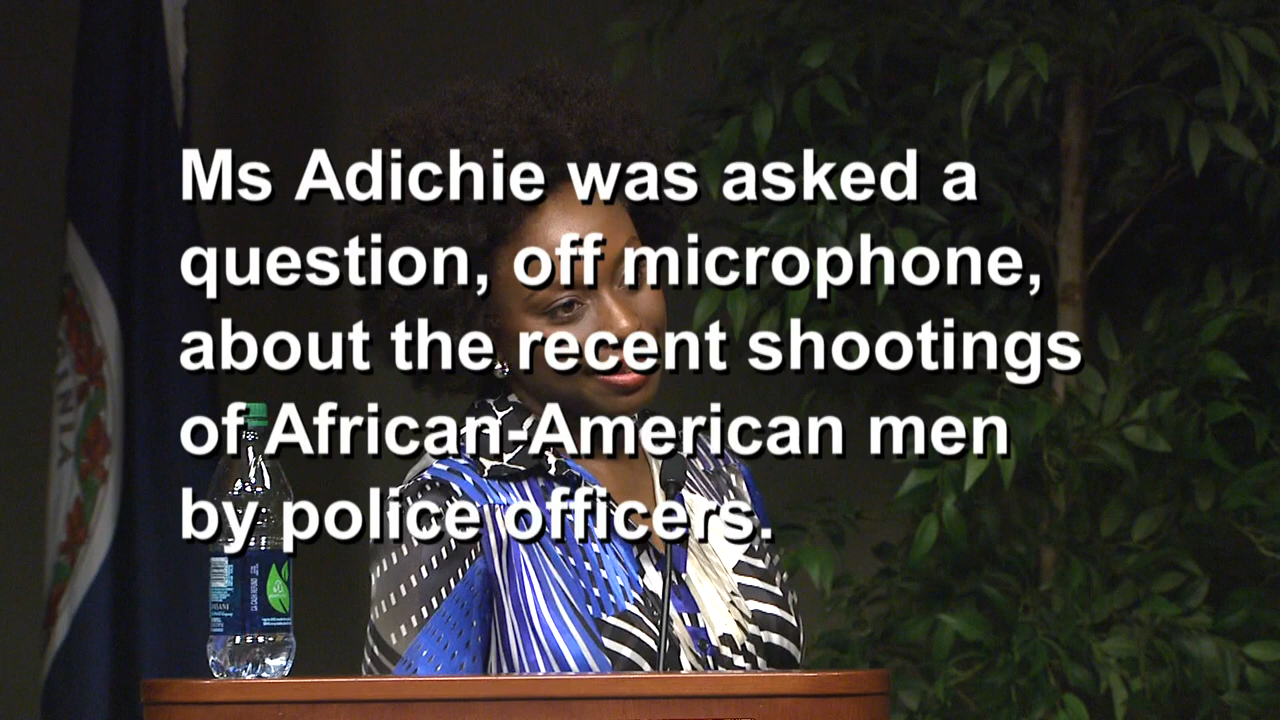 Ms Adichie was asked a
question, off microphone,
about the recent shootings
of African-American men
by police officers.